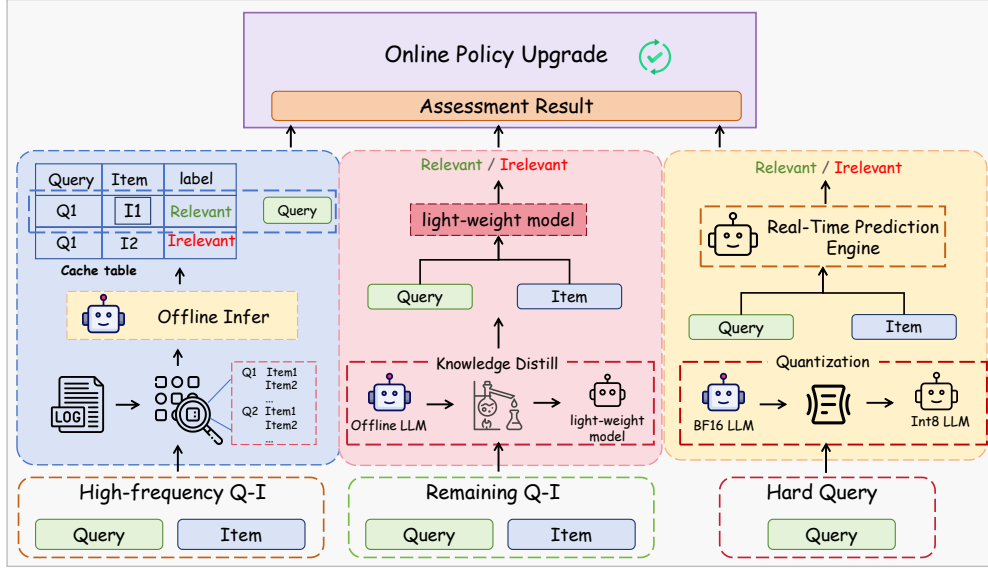 Online Policy Upgrade
Assessment Result
Query Item label
Q1 I1 Relevant
Q1 I2 Irelevant
Query
Cache table
Offline Infer
LOG
Q1 Item1
Item2
...
Q2 Item1
Item2
...
High-frequency Q-I
Query Item
Relevant / Irelevant
light-weight model
Query Item
Knowledge Distill
Offline LLM
light-weight
model
Remaining Q-I
Query Item
Relevant / Irelevant
Real-Time Prediction
Engine
Query Item
Quantization
BF16 LLM
Int8 LLM
Hard Query
Query